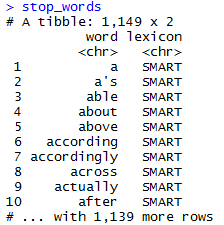 > stop_words
# A tibble: 1,149 x 2
word lexicon
<chr> <chr>
1 a SMART
2 a's SMART
3 able SMART
4 about SMART
5 above SMART
6 according SMART
7 accordingly SMART
8 across SMART
9 actually SMART
10 after SMART
# ... with 1,139 more rows